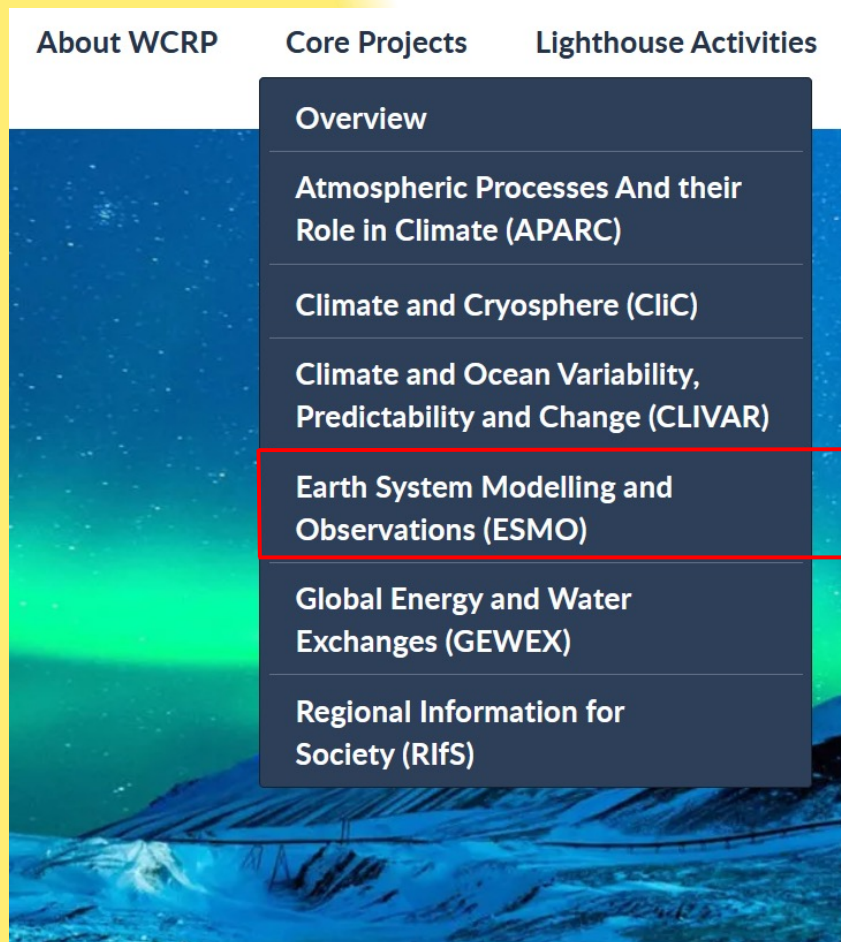 About WCRP Core Projects Lighthouse Activities
Overview
Atmospheric Processes And their
Role in Climate (APARC)
Climate and Cryosphere (CliC)
Climate and Ocean Variability,
Predictability and Change (CLIVAR)
Earth System Modelling and
Observations (ESMO)
Global Energy and Water
Exchanges (GEWEX)
Regional Information for
Society (RIfS)